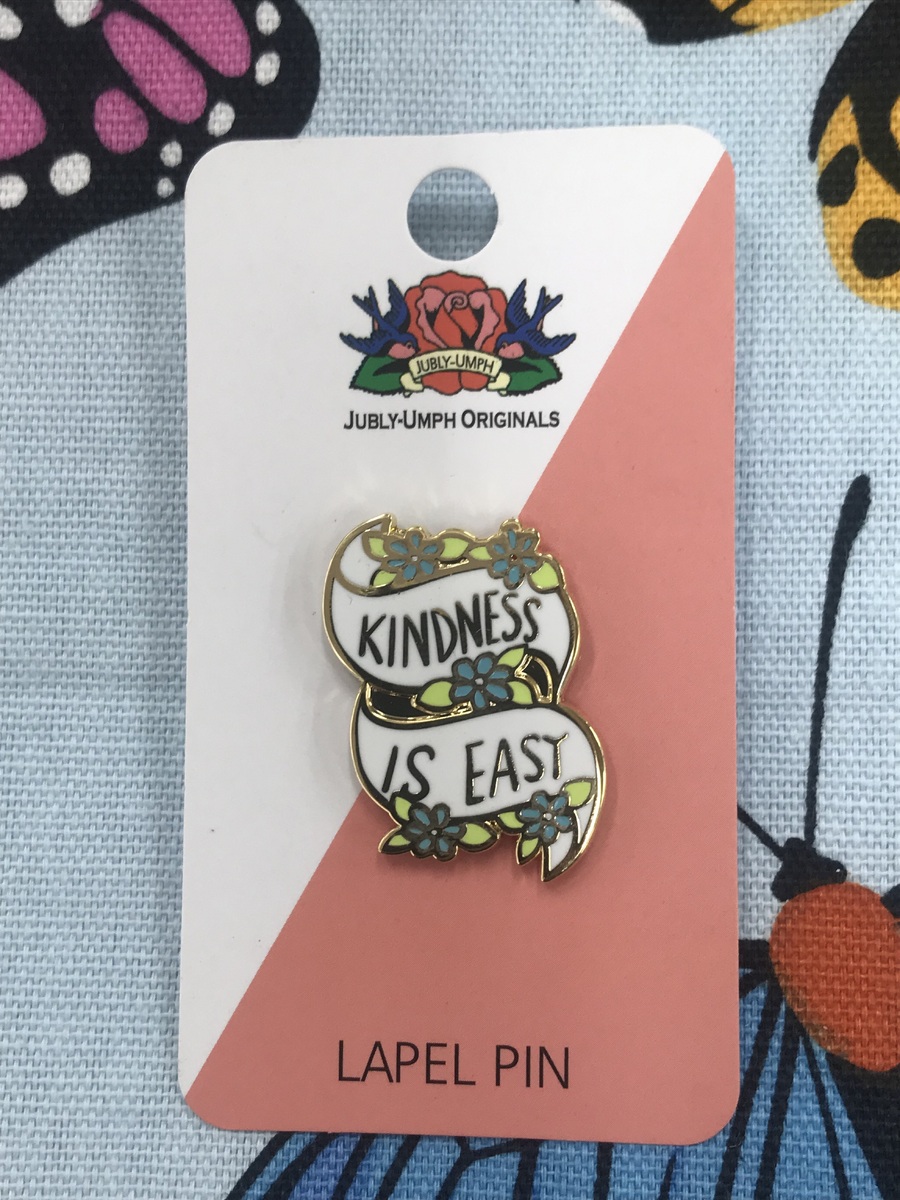 JUBLY-UMPH
JUBLY-UMPH ORIGINALS
KINDNESS
IS EAST
LAPEL PIN